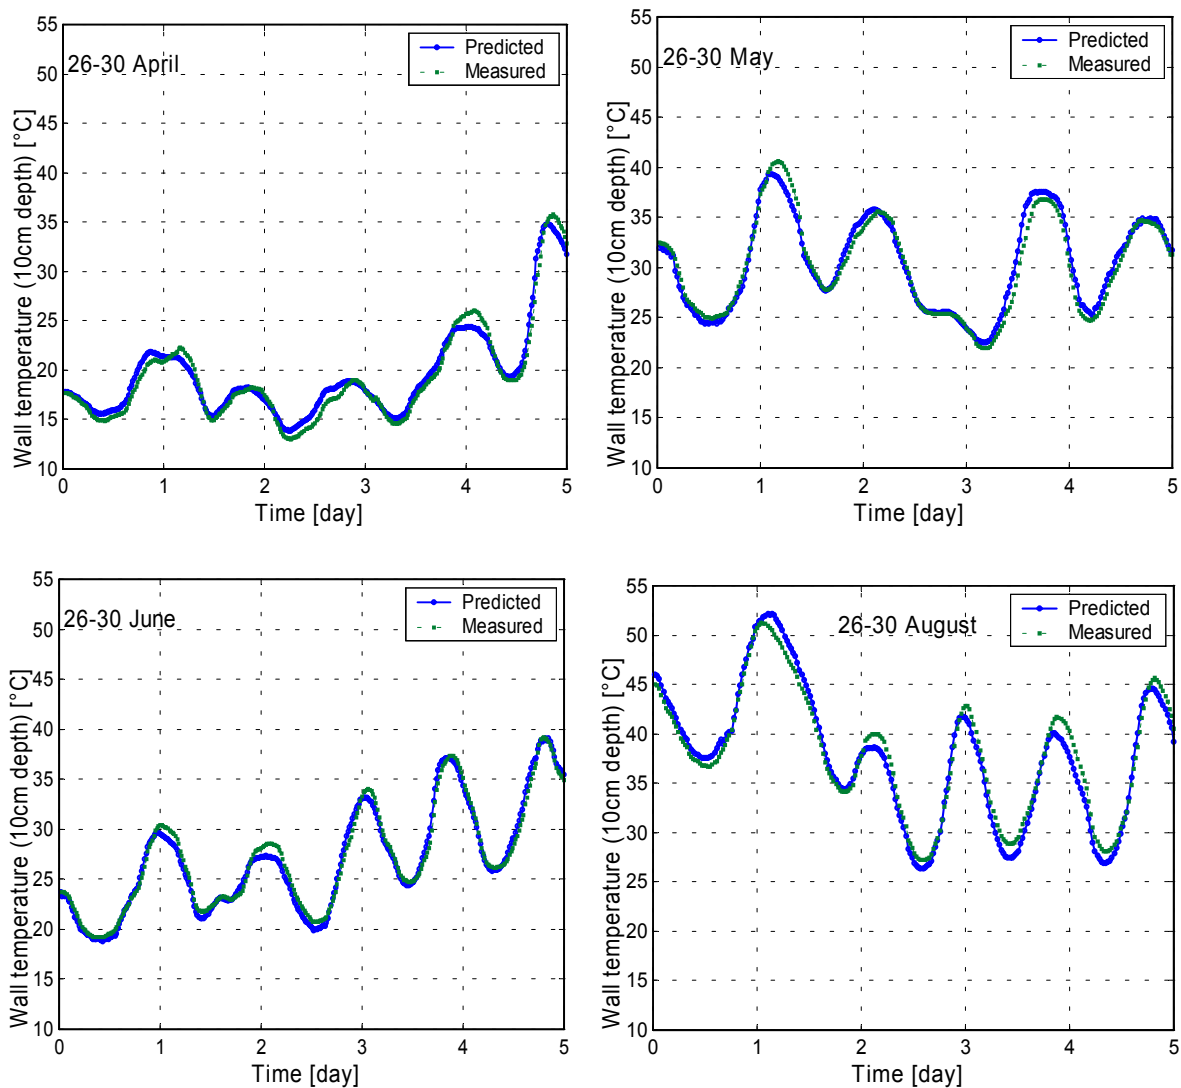 55
50
45
40
35
30
25
20
15
10
Wall temperature (10cm depth) [°C]
26-30 April
Predicted
Measured
0 1 2 3 4 5
Time [day]
55
50
45
40
35
30
25
20
15
10
Wall temperature (10cm depth) [°C]
26-30 May
Predicted
Measured
0 1 2 3 4 5
Time [day]
55
50
45
40
35
30
25
20
15
10
Wall temperature (10cm depth) [°C]
26-30 June
Predicted
Measured
0 1 2 3 4 5
Time [day]
55
50
45
40
35
30
25
20
15
10
Wall temperature (10cm depth) [°C]
26-30 August
Predicted
Measured
0 1 2 3 4 5
Time [day]